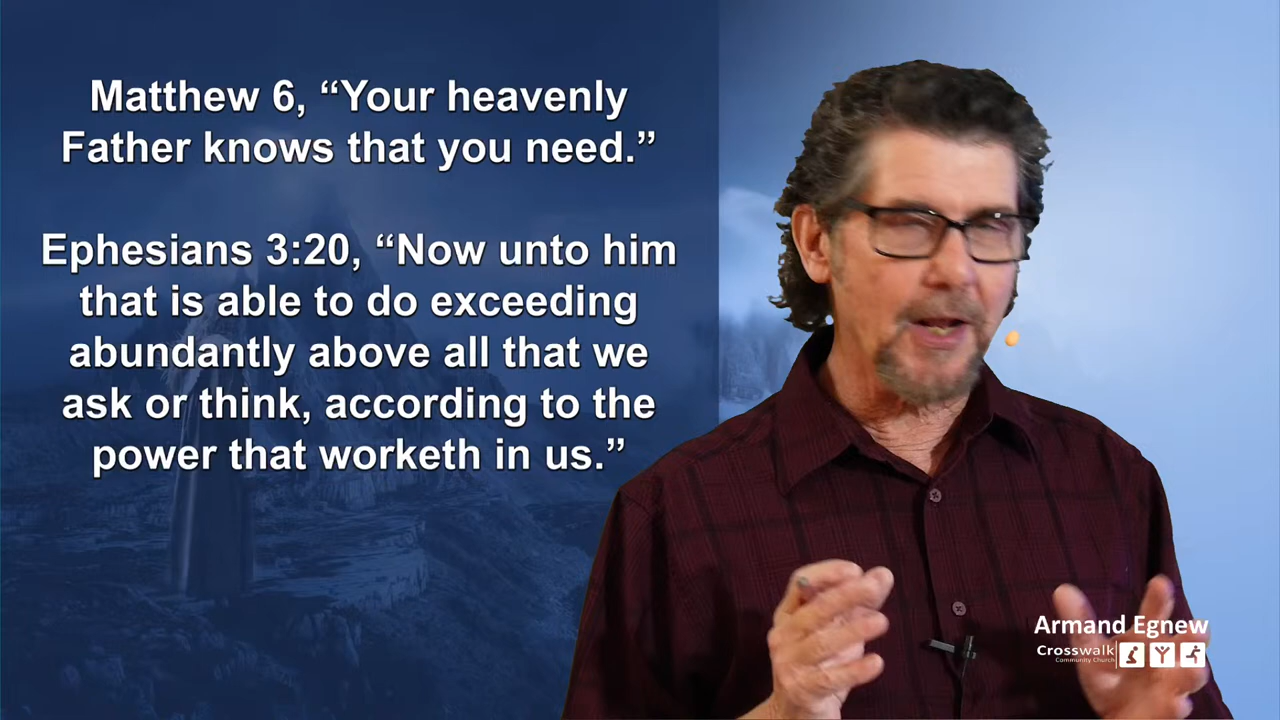 Matthew 6, “Your heavenly
Father knows that you need.”
Ephesians 3:20, “Now unto him
that is able to do exceeding
abundantly above all that we
ask or think, according to the
power that worketh in us.”
Armand Egnew
Crosswalk
Community Church